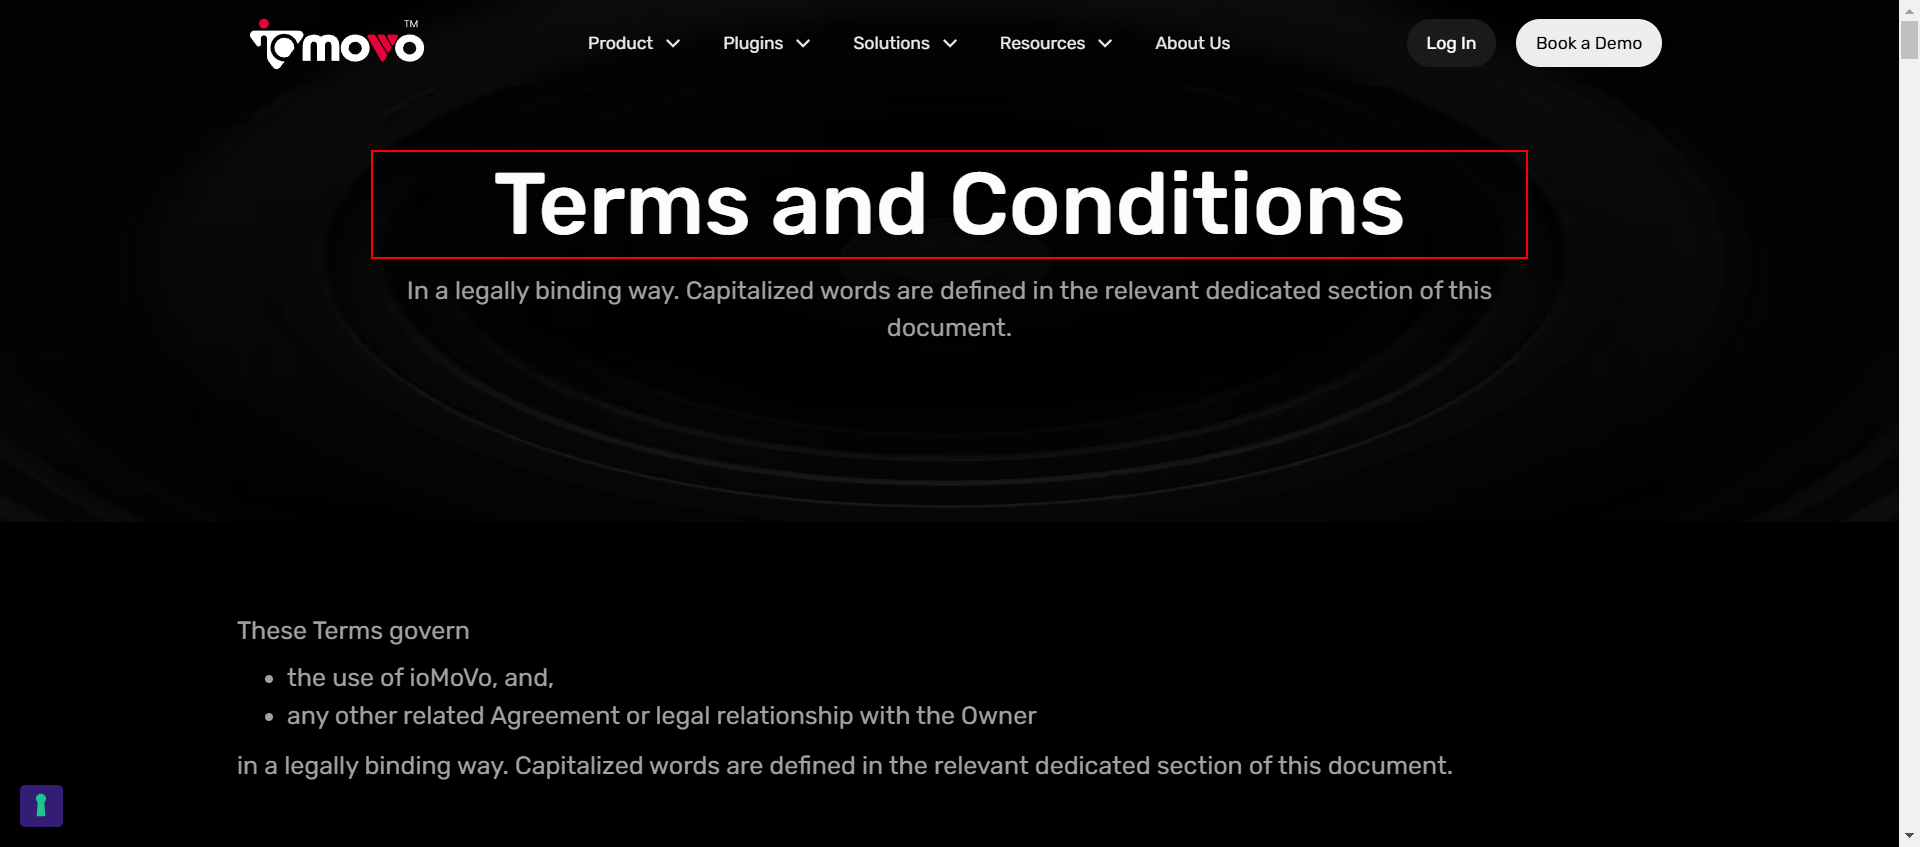 iomovo™
Product Plugins Solutions Resources About Us Log In Book a Demo
Terms and Conditions
In a legally binding way. Capitalized words are defined in the relevant dedicated section of this
document.
These Terms govern
• the use of ioMoVo, and,
• any other related Agreement or legal relationship with the Owner
in a legally binding way. Capitalized words are defined in the relevant dedicated section of this document.